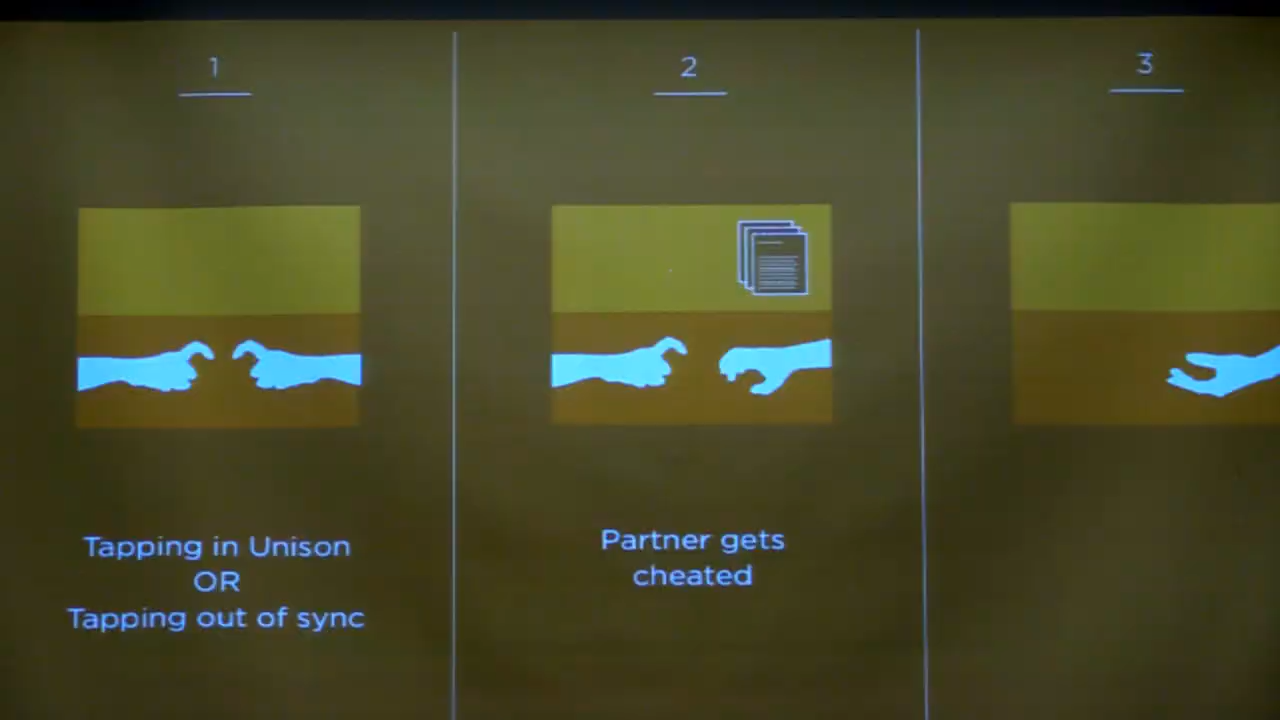 1
2
3
Tapping in Unison
OR
Tapping out of sync
Partner gets
cheated